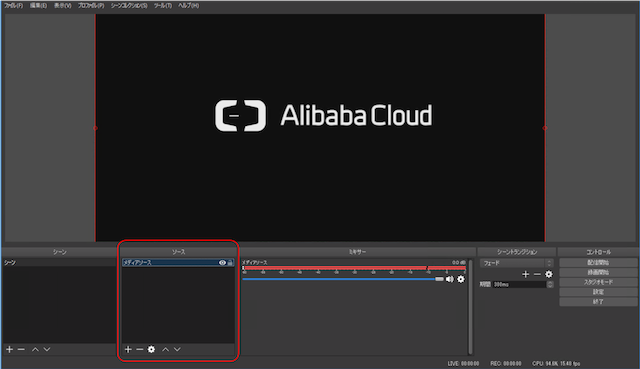 ファイル(F) 編集(E) 表示(V) プロファイル(P) シーンコレクション(S) ツール(T) ヘルプ(H)
Alibaba Cloud
シーン
シーン
ソース
メディアソース
ミキサー
メディアソース 0.0 dB
シーントランジション
フェード
期間 300ms
コントロール
配信開始
録画開始
スタジオモード
設定
終了
LIVE: 00:00:00 REC: 00:00:00 CPU: 94.6%, 15.48 fps